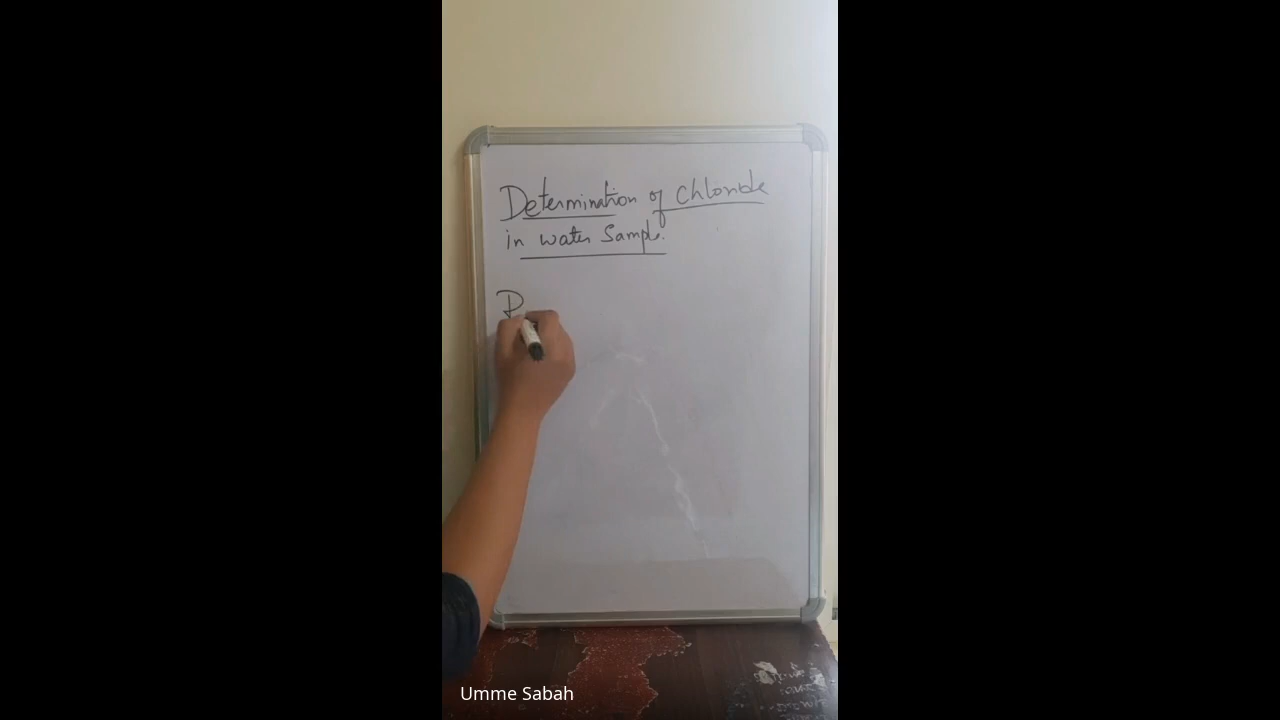 Determination of Chloride
in water Sample.
P
Umme Sabah